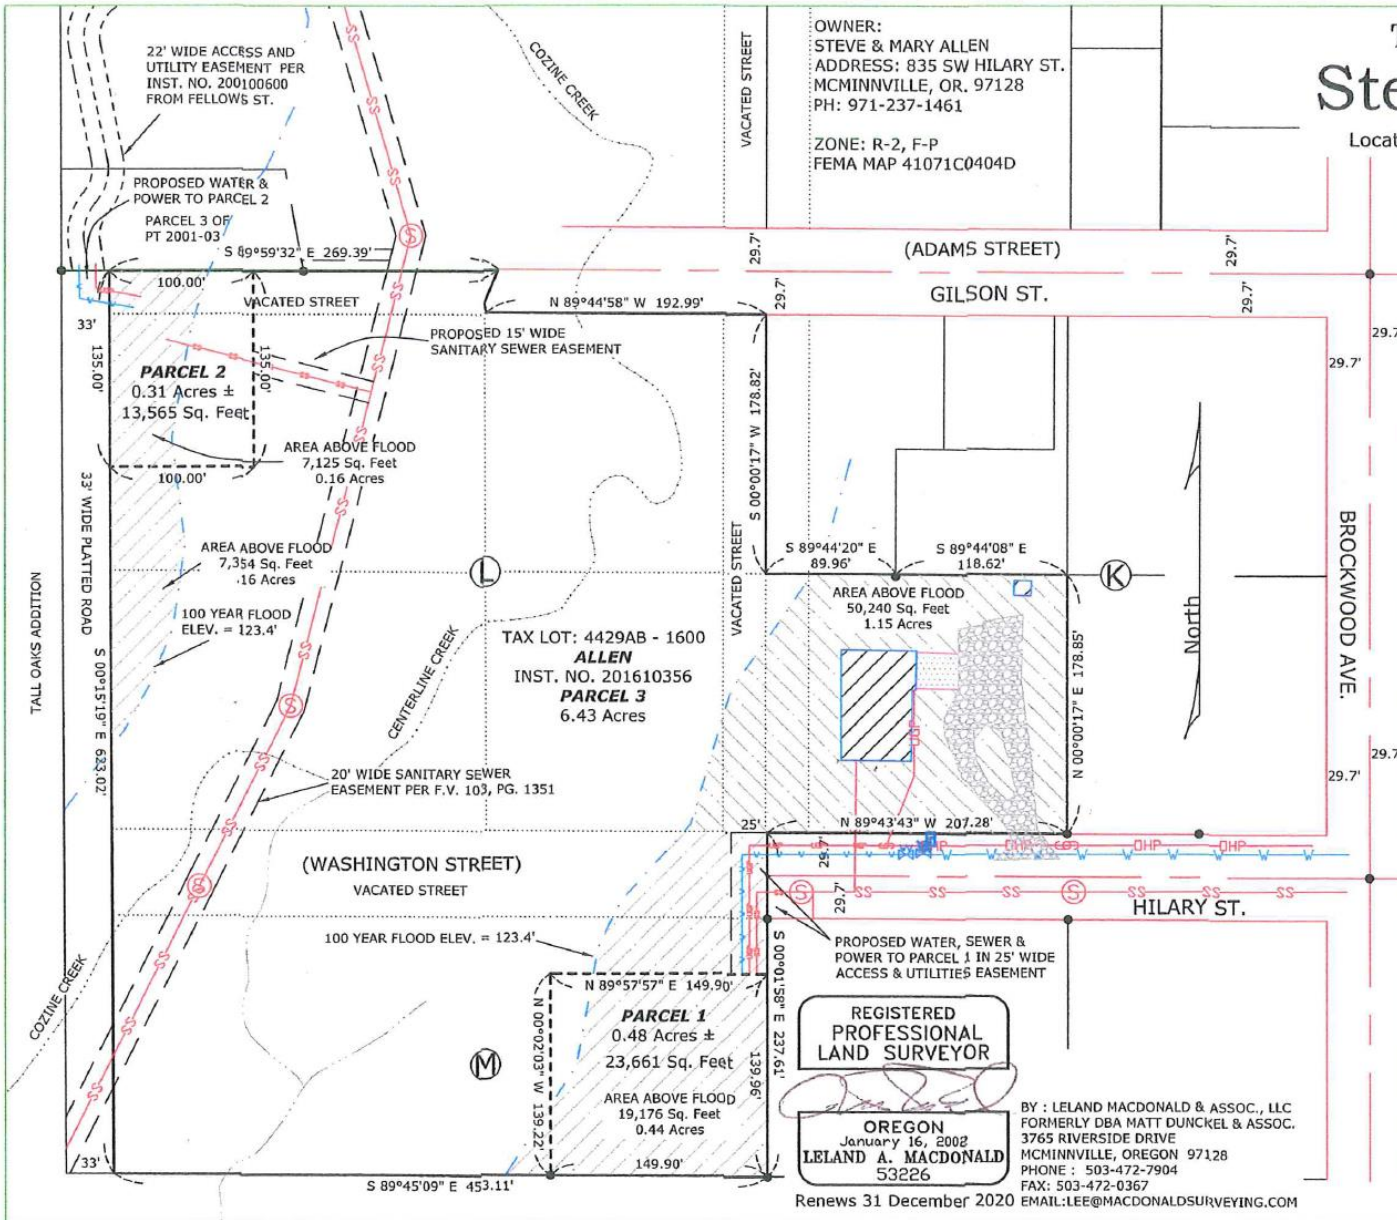 OWNER:
STEVE & MARY ALLEN
ADDRESS: 835 SW HILARY ST.
MCMINNVILLE, OR. 97128
PH: 971-237-1461
ZONE: R-2, F-P
FEMA MAP 41071C0404D
Ste
Locat
22' WIDE ACCESS AND
UTILITY EASEMENT PER
INST. NO. 200100600
FROM FELLOWS ST.
COZINE CREEK
VACATED STREET
PROPOSED WATER &
POWER TO PARCEL 2
PARCEL 3 OF
PT 2001-03
S 89°59'32" E 269.39'
100.00'
VACATED STREET
N 89°44'58" W 192.99'
29.7'
29.7'
(ADAMS STREET)
29.7'
GILSON ST.
29.7'
29.7'
29.7'
33'
135.00'
135.00'
PROPOSED 15' WIDE
SANITARY SEWER EASEMENT
PARCEL 2
0.31 Acres ±
13,565 Sq. Feet
AREA ABOVE FLOOD
7,125 Sq. Feet
0.16 Acres
100.00'
S 00°00'17" W 178.82'
33' WIDE PLATTED ROAD
AREA ABOVE FLOOD
7,354 Sq. Feet
.16 Acres
100 YEAR FLOOD
ELEV. = 123.4'
TALL OAKS ADDITION
S 00°15'19" E 623.02'
L
VACATED STREET
S 89°44'20" E
89.96'
S 89°44'08" E
118.62'
K
AREA ABOVE FLOOD
50,240 Sq. Feet
1.15 Acres
North
BROCKWOOD AVE.
TAX LOT: 4429AB - 1600
ALLEN
INST. NO. 201610356
PARCEL 3
6.43 Acres
CENTERLINE CREEK
N 00°00'17" E 178.85'
OHP
29.7'
29.7'
20' WIDE SANITARY SEWER
EASEMENT PER F.V. 103, PG. 1351
25'
N 89°43'43" W 207.28'
29.7'
29.7'
OHP
OHP
OHP
OHP
W
SS
S
HILARY ST.
(WASHINGTON STREET)
VACATED STREET
100 YEAR FLOOD ELEV. = 123.4'
COZINE CREEK
PROPOSED WATER, SEWER &
POWER TO PARCEL 1 IN 25' WIDE
ACCESS & UTILITIES EASEMENT
N 89°57'57" E 149.90'
S 00°01'58" E 237.61'
N 00°02'03" W 139.22'
139.96'
M
PARCEL 1
0.48 Acres ±
23,661 Sq. Feet
AREA ABOVE FLOOD
19,176 Sq. Feet
0.44 Acres
149.90'
33'
S 89°45'09" E 453.11'
REGISTERED
PROFESSIONAL
LAND SURVEYOR
OREGON
January 16, 2002
LELAND A. MACDONALD
53226
Renews 31 December 2020
BY : LELAND MACDONALD & ASSOC., LLC
FORMERLY DBA MATT DUNCKEL & ASSOC.
3765 RIVERSIDE DRIVE
MCMINNVILLE, OREGON 97128
PHONE : 503-472-7904
FAX: 503-472-0367
EMAIL:LEE@MACDONALDSURVEYING.COM